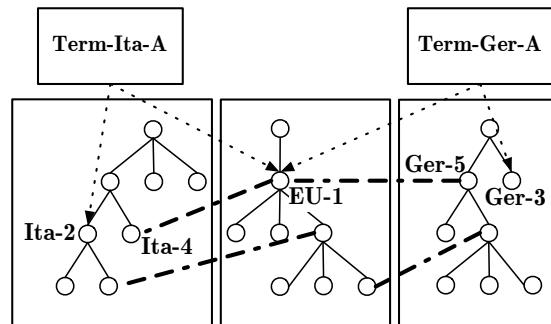 Term-Ita-A
Term-Ger-A
Ger-5
EU-1
Ger-3
Ita-2
Ita-4